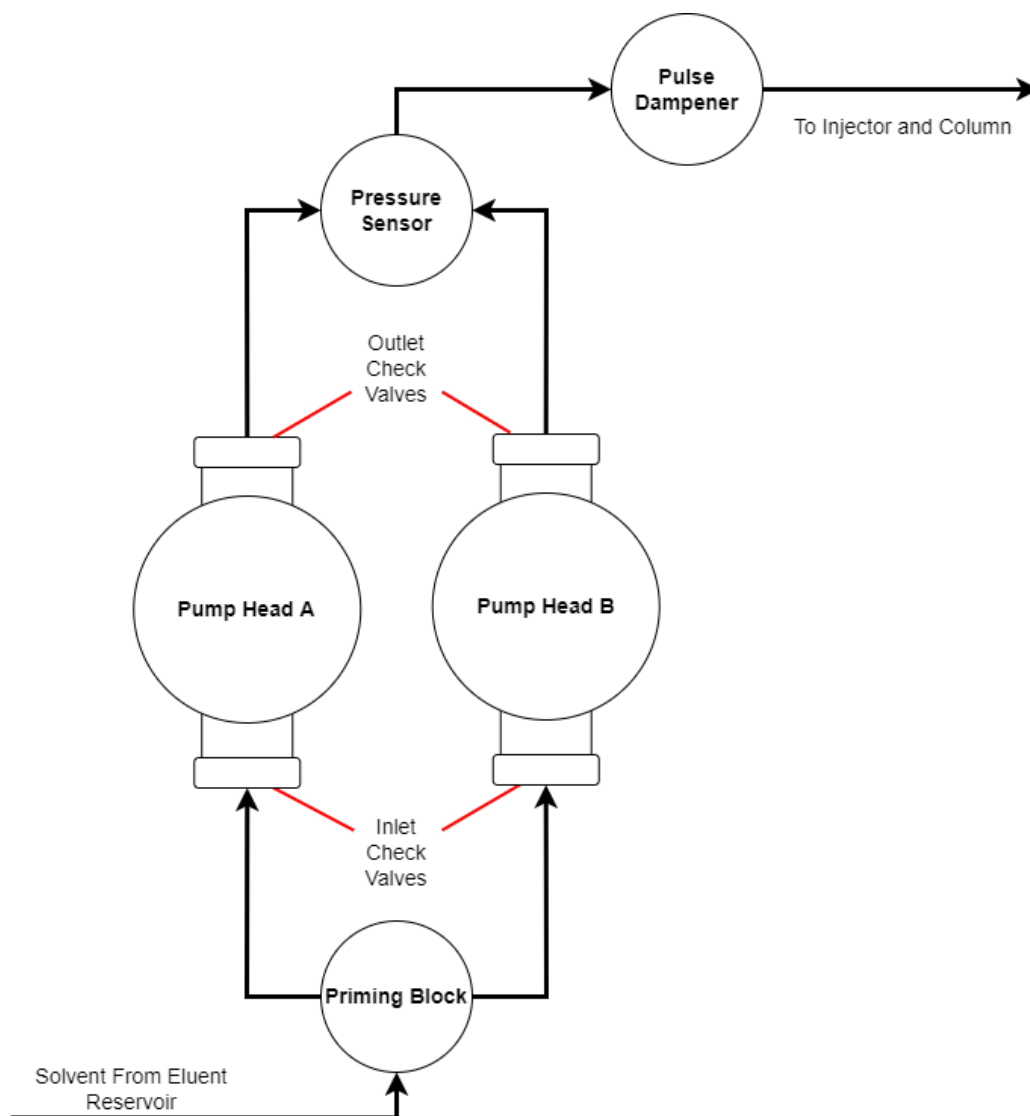 Pulse
Dampener
To Injector and Column
Pressure
Sensor
Outlet
Check
Valves
Pump Head A
Pump Head B
Inlet
Check
Valves
Priming Block
Solvent From Eluent
Reservoir